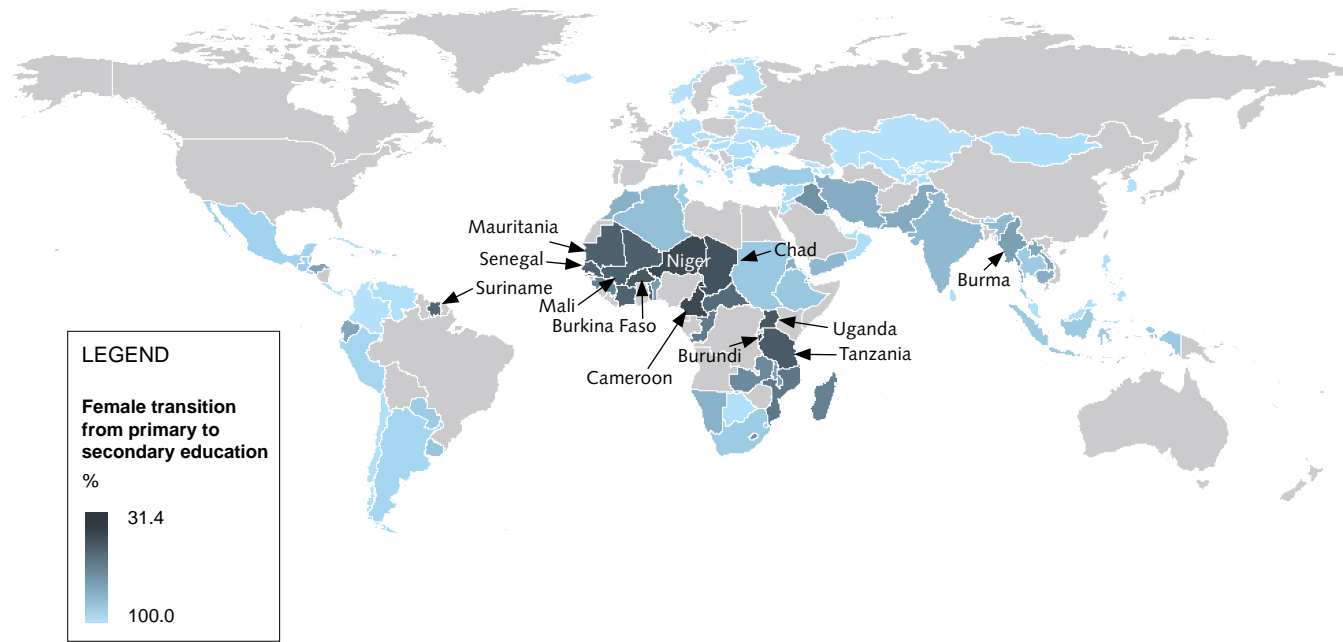 Mauritania
Senegal
Suriname
Mali
Burkina Faso
Niger
Chad
Cameroon
Burundi
Uganda
Tanzania
Burma
LEGEND
Female transition
from primary to
secondary education
%
31.4
100.0